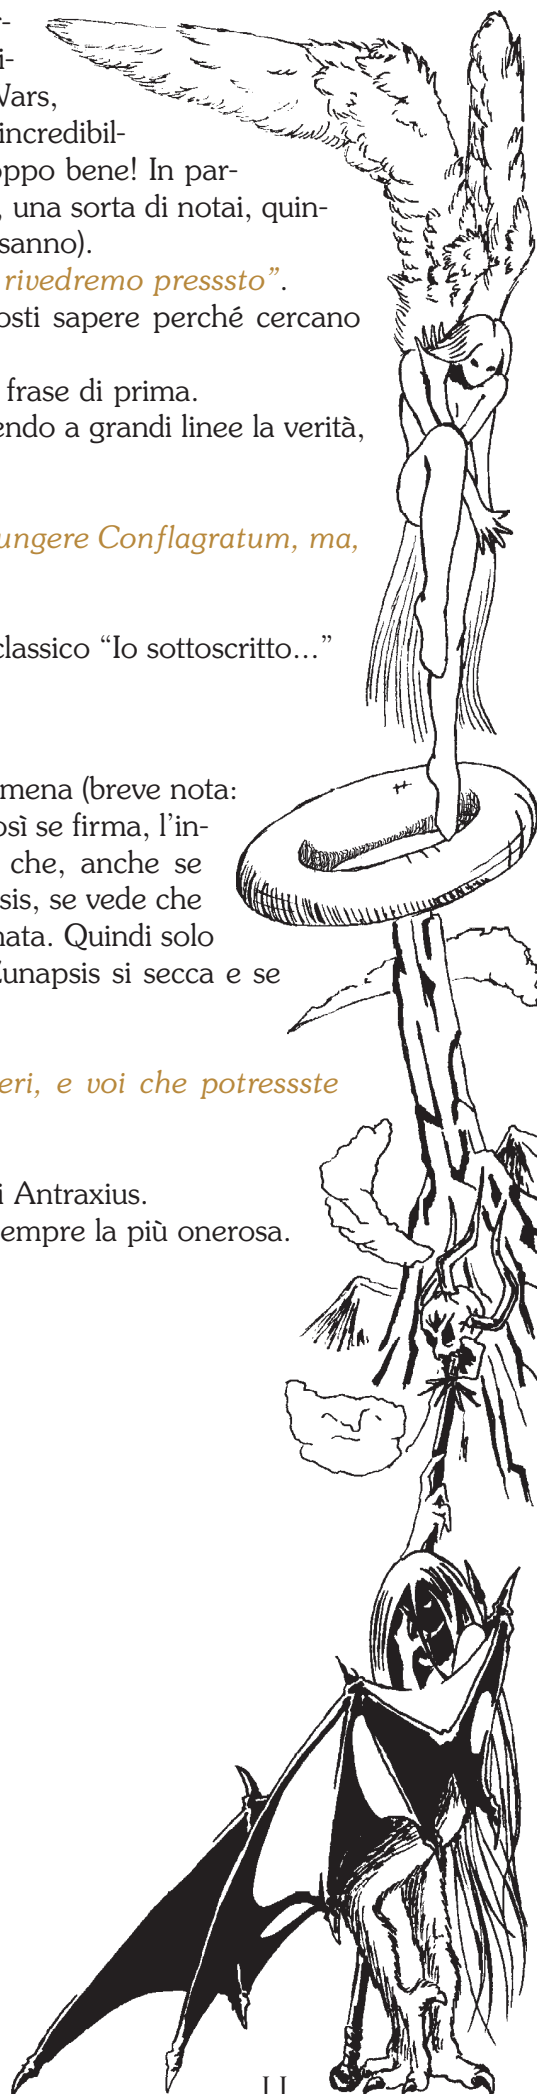 r-
i-
Wars,
incredibil-
oppo bene! In par-
, una sorta di notai, quin-
sanno).
rivedremo presssto”.
osti sapere perché cercano
frase di prima.
endo a grandi linee la verità,
ungere Conflagratum, ma,
classico “Io sottoscritto...”
mena (breve nota:
osì se firma, l’in-
che, anche se
sis, se vede che
nata. Quindi solo
Zunapsis si secca e se
eri, e voi che potressste
i Antraxius.
sempre la più onerosa.